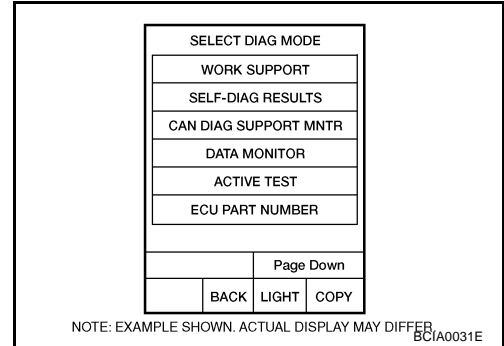 SELECT DIAG MODE
WORK SUPPORT
SELF-DIAG RESULTS
CAN DIAG SUPPORT MNTR
DATA MONITOR
ACTIVE TEST
ECU PART NUMBER
Page Down
BACK LIGHT COPY
NOTE: EXAMPLE SHOWN. ACTUAL DISPLAY MAY DIFFER.
BCIA0031E